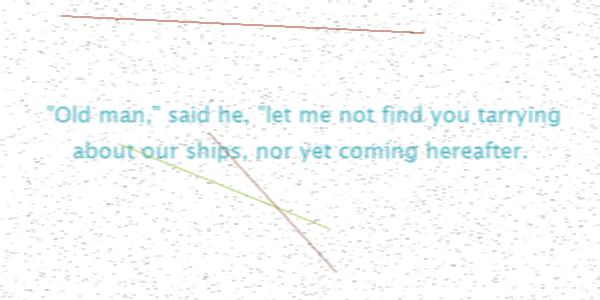 "Old man," said he, "let me not find you tarrying
about our ships, nor yet coming hereafter.